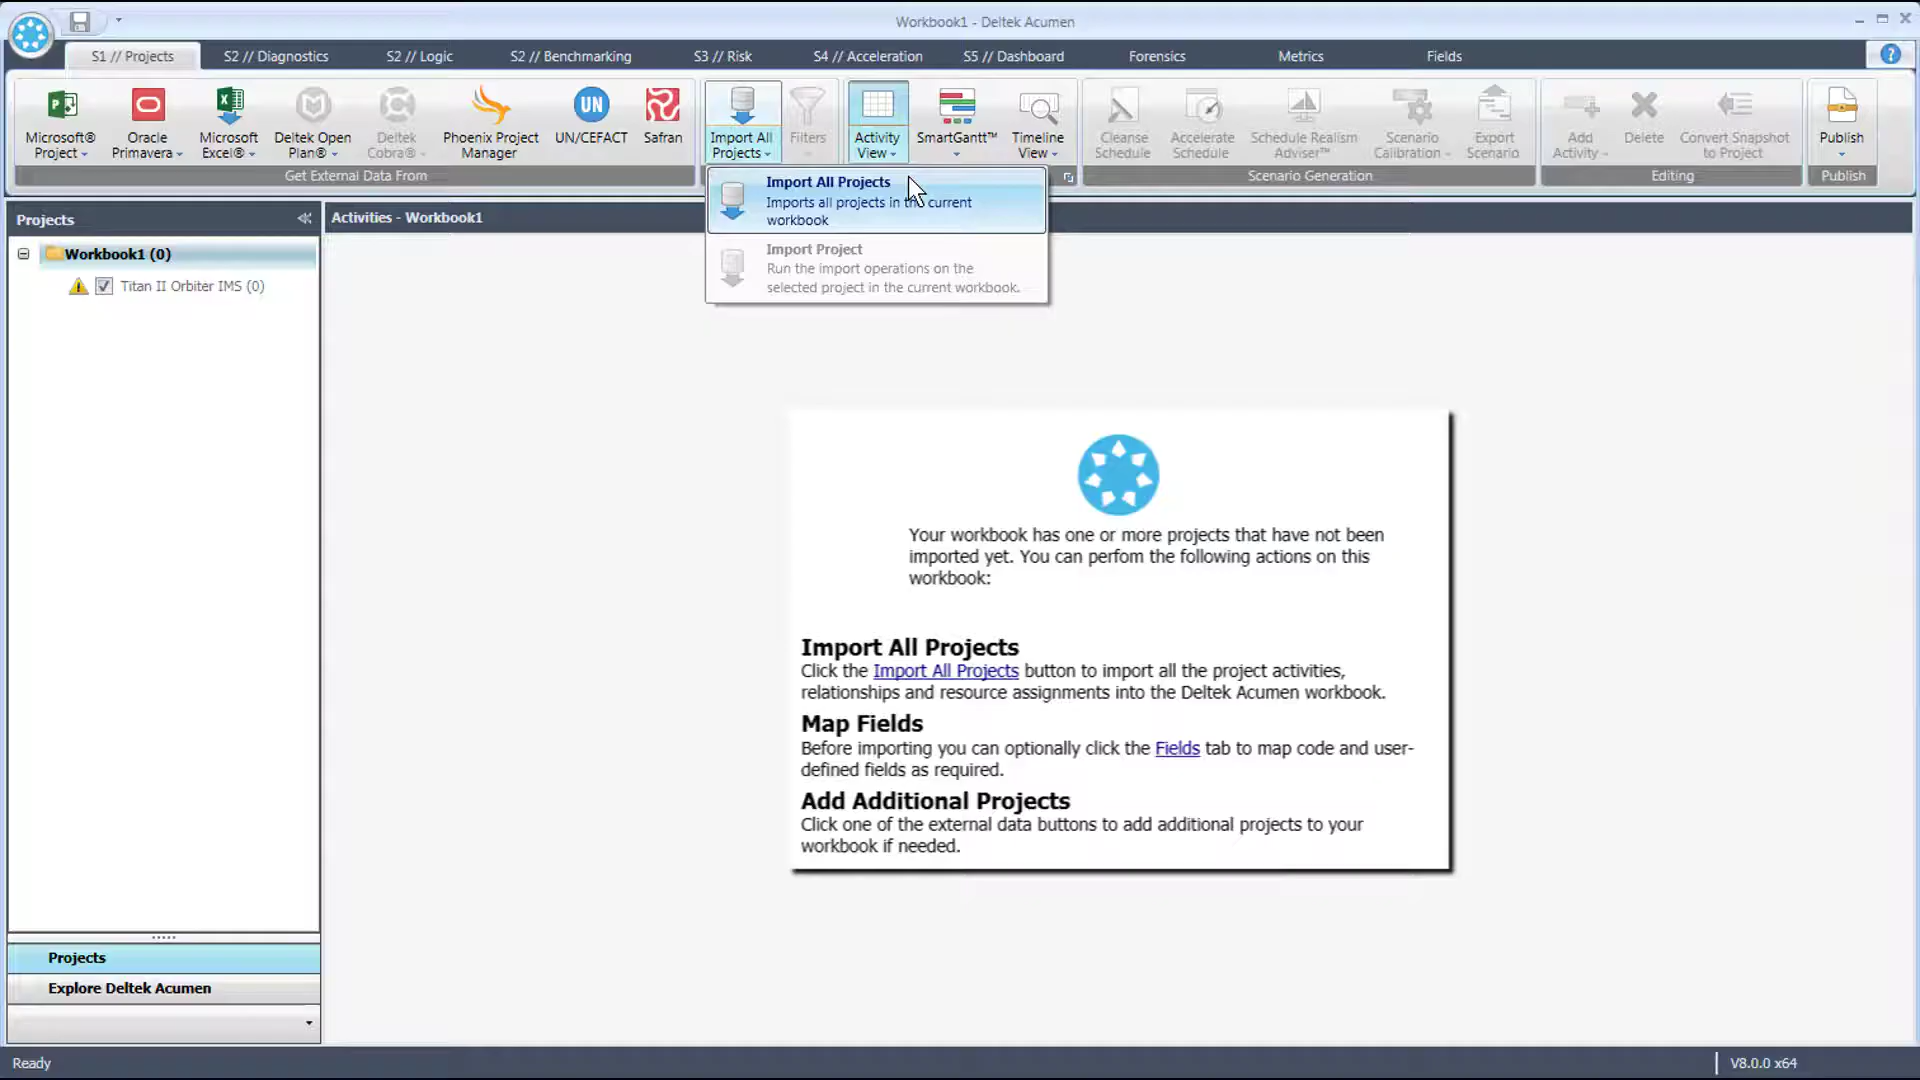 Workbook1 - Deltek Acumen
S1 // Projects
S2 // Diagnostics
S2 // Logic
S2 // Benchmarking
S3 // Risk
S4 // Acceleration
S5 // Dashboard
Forensics
Metrics
Fields
?
Microsoft®
Project
Oracle
Primavera
Microsoft
Excel®
Deltek Open
Plan®
Deltek
Cobra®
Phoenix Project
Manager
UN
UN/CEFACT
Safran
Import All
Projects
Filters
Activity
View
SmartGantt™
Timeline
View
Cleanse
Schedule
Accelerate
Schedule
Schedule Realism
Adviser™
Scenario
Calibration
Export
Scenario
Add
Activity
Delete
Convert Snapshot
to Project
Publish
Get External Data From
Scenario Generation
Editing
Publish
Import All Projects
Imports all projects in the current
workbook
Import Project
Run the import operations on the
selected project in the current workbook.
Projects
Activities - Workbook1
Workbook1 (0)
Titan II Orbiter IMS (0)
Your workbook has one or more projects that have not been
imported yet. You can perfom the following actions on this
workbook:
Import All Projects
Click the Import All Projects button to import all the project activities,
relationships and resource assignments into the Deltek Acumen workbook.
Map Fields
Before importing you can optionally click the Fields tab to map code and user-
defined fields as required.
Add Additional Projects
Click one of the external data buttons to add additional projects to your
workbook if needed.
Projects
Explore Deltek Acumen
Ready
V8.0.0 x64